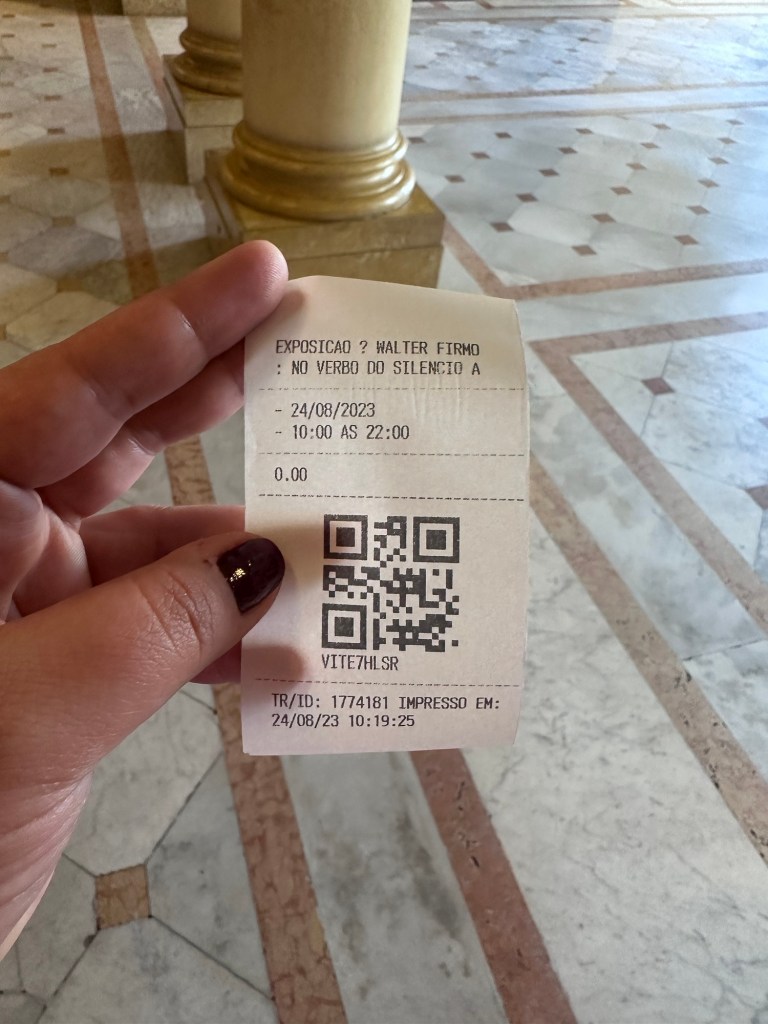 EXPOSICAO ? WALTER FIRMO
: NO VERBO DO SILENCIO A
- 24/08/2023
- 10:00 AS 22:00
0.00
VITE7HLSR
TR/ID: 1774181 IMPRESSO EM:
24/08/23 10:19:25